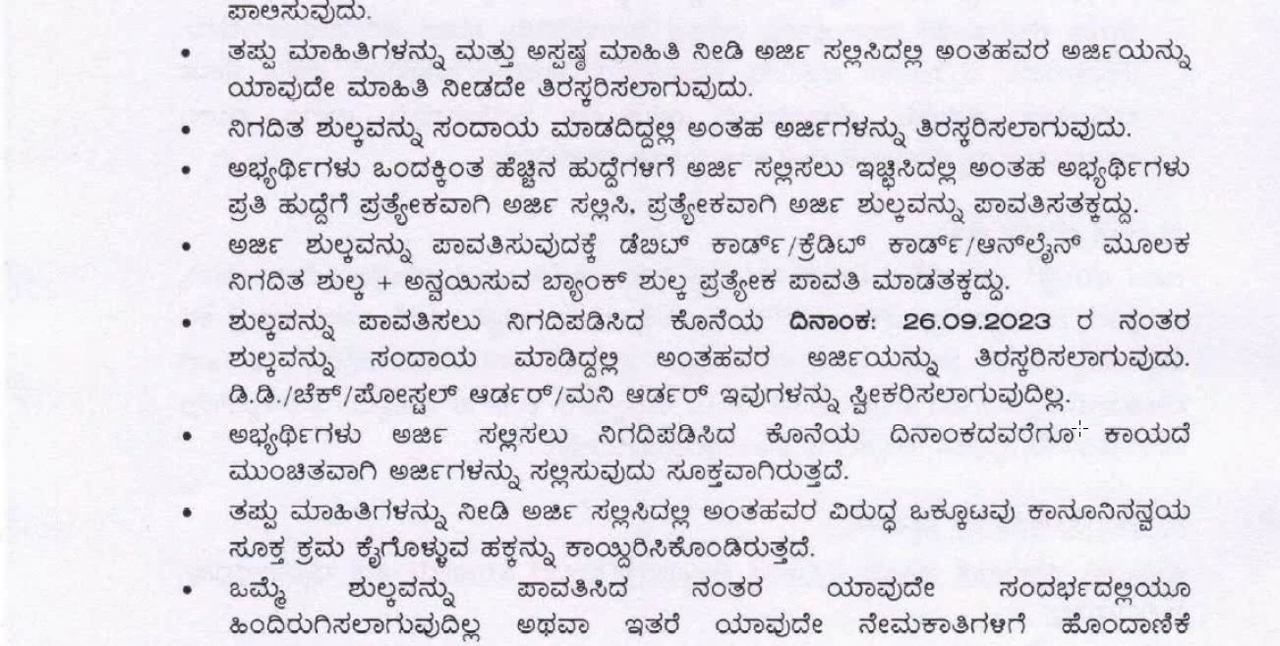 ಪಾಲಿಸುವುದು.
• ತಪ್ಪು ಮಾಹಿತಿಗಳನ್ನು ಮತ್ತು ಅಸ್ಪಷ್ಠ ಮಾಹಿತಿ ನೀಡಿ ಅರ್ಜಿ ಸಲ್ಲಿಸಿದಲ್ಲಿ ಅಂತಹವರ ಅರ್ಜಿಯನ್ನು
ಯಾವುದೇ ಮಾಹಿತಿ ನೀಡದೇ ತಿರಸ್ಕರಿಸಲಾಗುವುದು.
• ನಿಗದಿತ ಶುಲ್ಕವನ್ನು ಸಂದಾಯ ಮಾಡದಿದ್ದಲ್ಲಿ ಅಂತಹ ಅರ್ಜಿಗಳನ್ನು ತಿರಸ್ಕರಿಸಲಾಗುವುದು.
• ಅಭ್ಯರ್ಥಿಗಳು ಒಂದಕ್ಕಿಂತ ಹೆಚ್ಚಿನ ಹುದ್ದೆಗಳಿಗೆ ಅರ್ಜಿ ಸಲ್ಲಿಸಲು ಇಚ್ಛಿಸಿದಲ್ಲಿ ಅಂತಹ ಅಭ್ಯರ್ಥಿಗಳು
ಪ್ರತಿ ಹುದ್ದೆಗೆ ಪ್ರತ್ಯೇಕವಾಗಿ ಅರ್ಜಿ ಸಲ್ಲಿಸಿ, ಪ್ರತ್ಯೇಕವಾಗಿ ಅರ್ಜಿ ಶುಲ್ಕವನ್ನು ಪಾವತಿಸತಕ್ಕದ್ದು.
• ಅರ್ಜಿ ಶುಲ್ಕವನ್ನು ಪಾವತಿಸುವುದಕ್ಕೆ ಡೆಬಿಟ್ ಕಾರ್ಡ್/ಕ್ರೆಡಿಟ್ ಕಾರ್ಡ್/ಆನ್‌ಲೈನ್ ಮೂಲಕ
ನಿಗದಿತ ಶುಲ್ಕ + ಅನ್ವಯಿಸುವ ಬ್ಯಾಂಕ್ ಶುಲ್ಕ ಪ್ರತ್ಯೇಕ ಪಾವತಿ ಮಾಡತಕ್ಕದ್ದು.
• ಶುಲ್ಕವನ್ನು ಪಾವತಿಸಲು ನಿಗದಿಪಡಿಸಿದ ಕೊನೆಯ ದಿನಾಂಕ: 26.09.2023 ರ ನಂತರ
ಶುಲ್ಕವನ್ನು ಸಂದಾಯ ಮಾಡಿದ್ದಲ್ಲಿ ಅಂತಹವರ ಅರ್ಜಿಯನ್ನು ತಿರಸ್ಕರಿಸಲಾಗುವುದು.
ಡಿ.ಡಿ./ಚೆಕ್/ಪೋಸ್ಟಲ್ ಆರ್ಡರ್/ಮನಿ ಆರ್ಡರ್ ಇವುಗಳನ್ನು ಸ್ವೀಕರಿಸಲಾಗುವುದಿಲ್ಲ.
• ಅಭ್ಯರ್ಥಿಗಳು ಅರ್ಜಿ ಸಲ್ಲಿಸಲು ನಿಗದಿಪಡಿಸಿದ ಕೊನೆಯ ದಿನಾಂಕದವರೆಗೂ ಕಾಯದೆ
ಮುಂಚಿತವಾಗಿ ಅರ್ಜಿಗಳನ್ನು ಸಲ್ಲಿಸುವುದು ಸೂಕ್ತವಾಗಿರುತ್ತದೆ.
• ತಪ್ಪು ಮಾಹಿತಿಗಳನ್ನು ನೀಡಿ ಅರ್ಜಿ ಸಲ್ಲಿಸಿದಲ್ಲಿ ಅಂತಹವರ ವಿರುದ್ಧ ಒಕ್ಕೂಟವು ಕಾನೂನಿನನ್ವಯ
ಸೂಕ್ತ ಕ್ರಮ ಕೈಗೊಳ್ಳುವ ಹಕ್ಕನ್ನು ಕಾಯ್ದಿರಿಸಿಕೊಂಡಿರುತ್ತದೆ.
• ಒಮ್ಮೆ ಶುಲ್ಕವನ್ನು ಪಾವತಿಸಿದ ನಂತರ ಯಾವುದೇ ಸಂದರ್ಭದಲ್ಲಿಯೂ
ಹಿಂದಿರುಗಿಸಲಾಗುವುದಿಲ್ಲ ಅಥವಾ ಇತರೆ ಯಾವುದೇ ನೇಮಕಾತಿಗಳಿಗೆ ಹೊಂದಾಣಿಕೆ